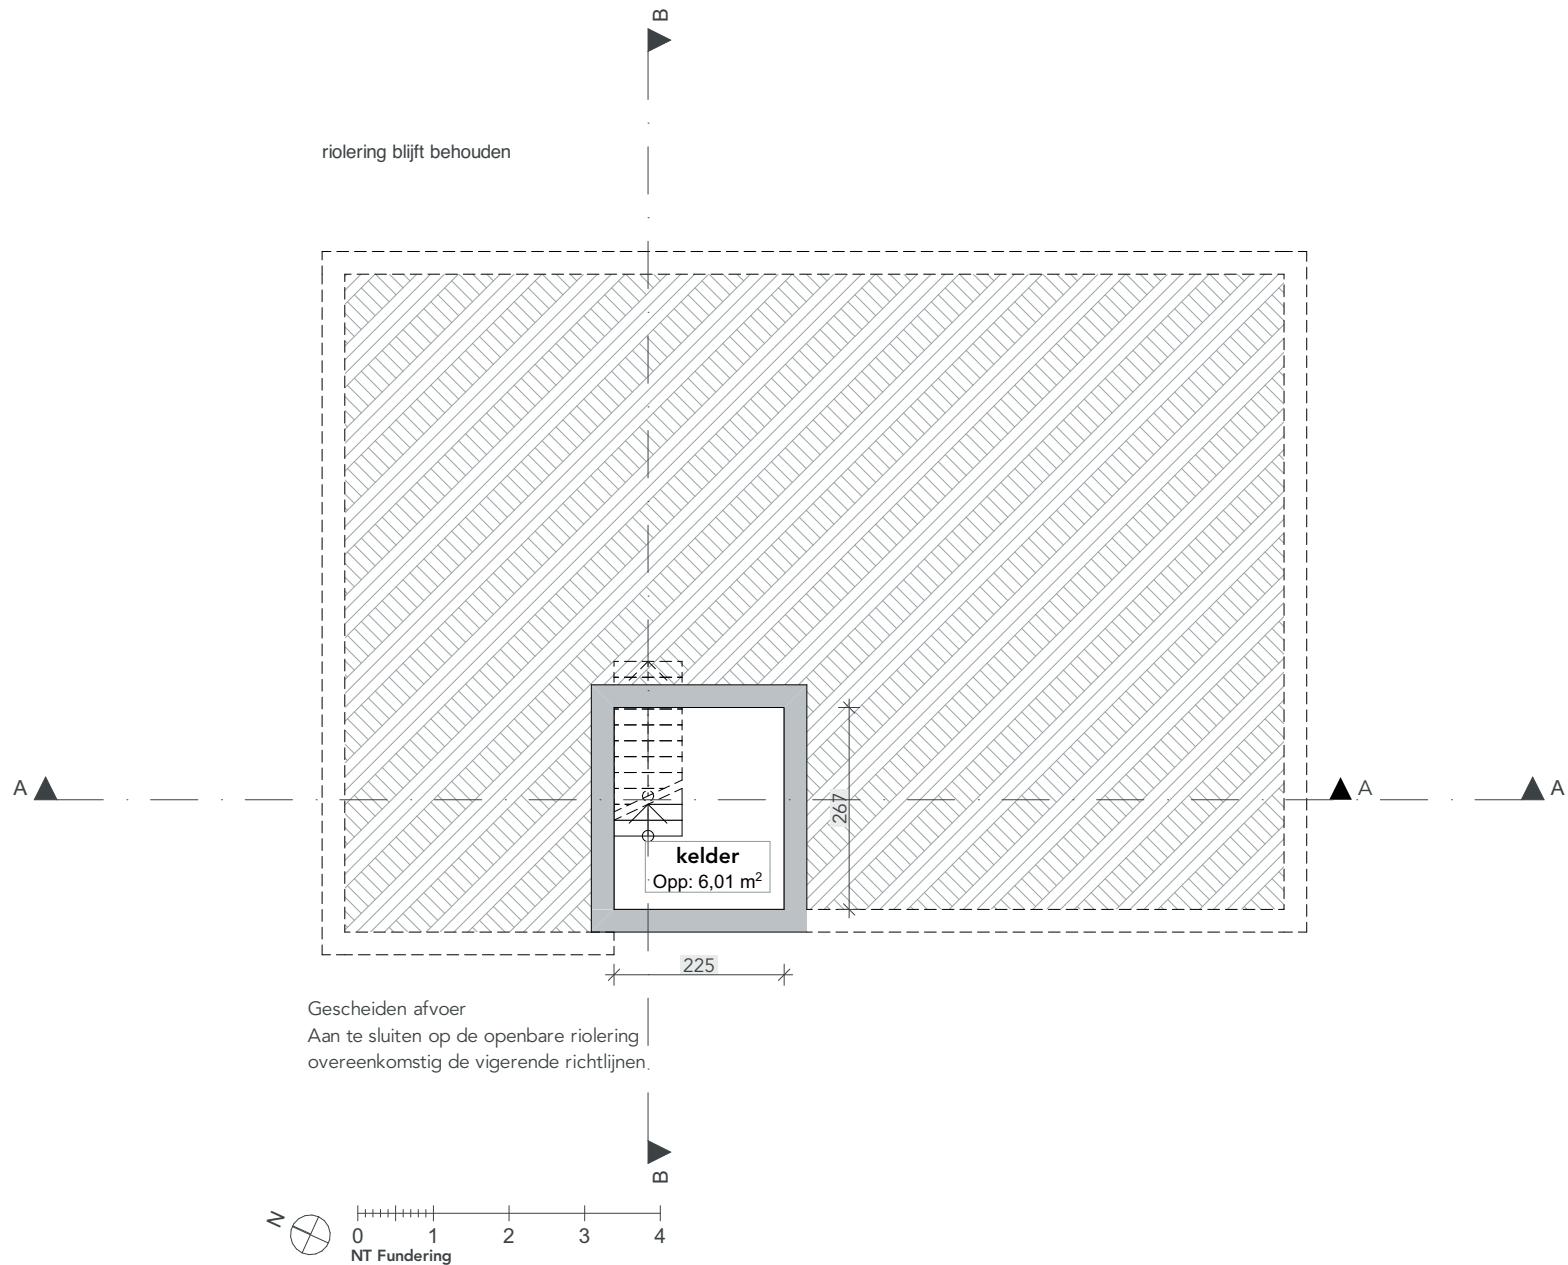 B
riolering blijft behouden
A
A
A
267
kelder
Opp: 6,01 m²
225
Gescheiden afvoer
Aan te sluiten op de openbare riolering
overeenkomstig de vigerende richtlijnen
B
N
0 1 2 3 4
NT Fundering